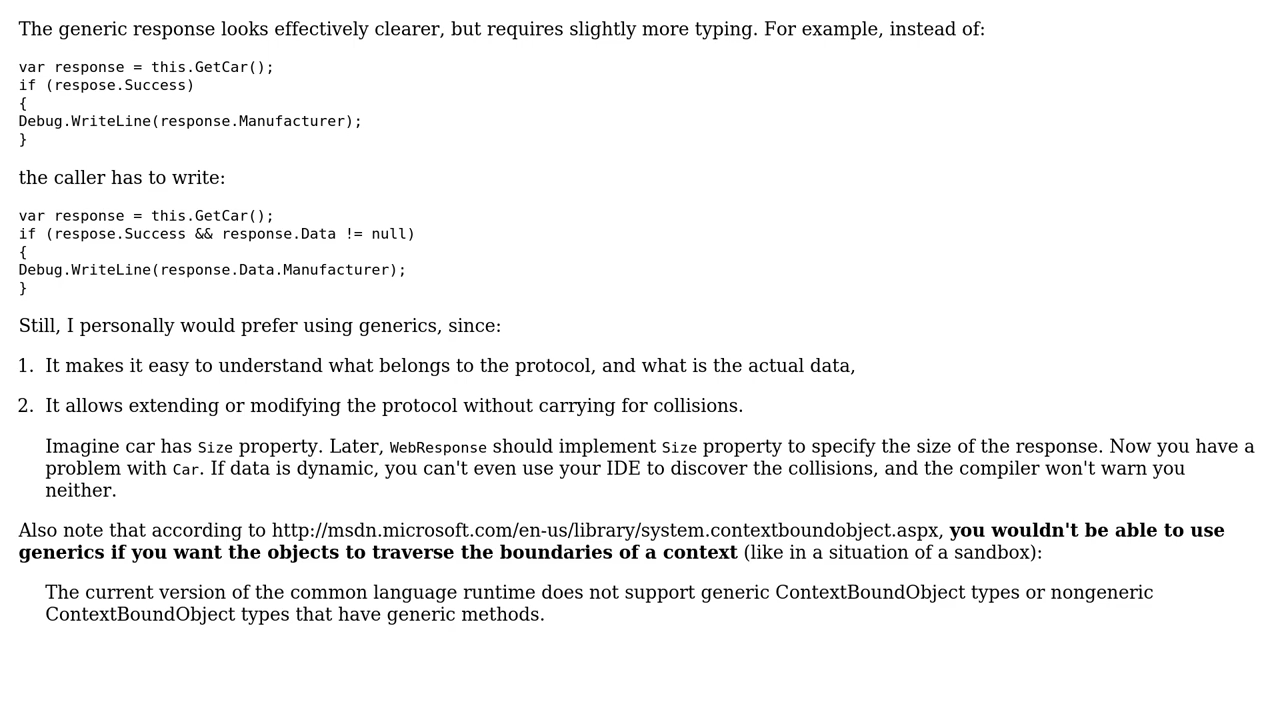 The generic response looks effectively clearer, but requires slightly more typing. For example, instead of:
var response = this.GetCar();
if (respose.Success)
{
Debug.WriteLine(response.Manufacturer);
}
the caller has to write:
var response = this.GetCar();
if (respose.Success && response.Data != null)
{
Debug.WriteLine(response.Data.Manufacturer);
}
Still, I personally would prefer using generics, since:
1. It makes it easy to understand what belongs to the protocol, and what is the actual data,
2. It allows extending or modifying the protocol without carrying for collisions.
Imagine car has Size property. Later, WebResponse should implement Size property to specify the size of the response. Now you have a
problem with Car. If data is dynamic, you can't even use your IDE to discover the collisions, and the compiler won't warn you
neither.
Also note that according to http://msdn.microsoft.com/en-us/library/system.contextboundobject.aspx, you wouldn't be able to use
generics if you want the objects to traverse the boundaries of a context (like in a situation of a sandbox):
The current version of the common language runtime does not support generic ContextBoundObject types or nongeneric
ContextBoundObject types that have generic methods.